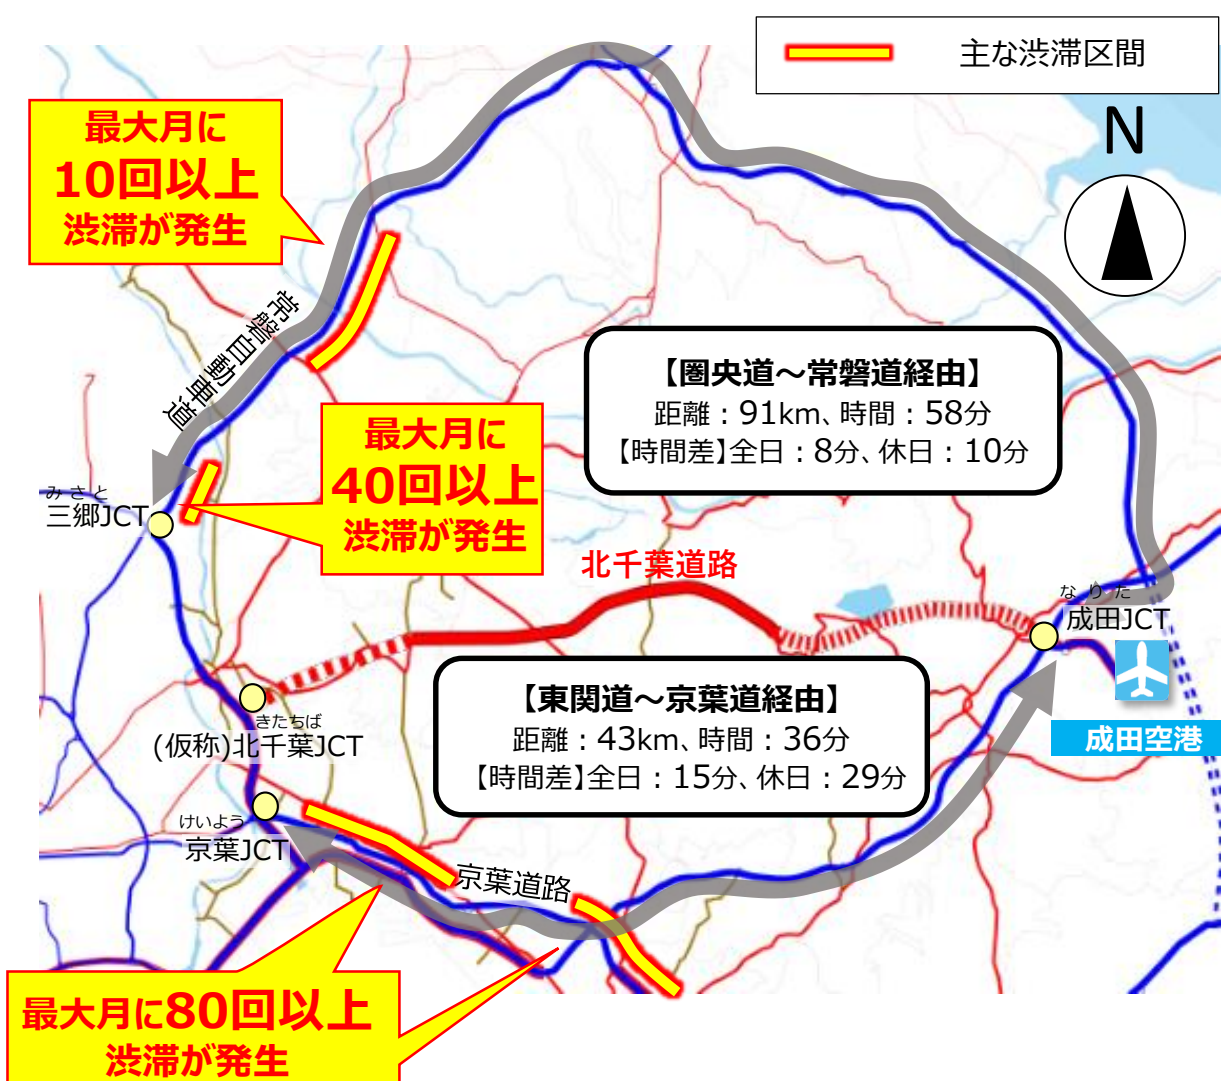 主な渋滞区間
N
最大月に
10回以上
渋滞が発生
常磐自動車道
【圏央道～常磐道経由】
距離：91km、時間：58分
【時間差】全日：8分、休日：10分
最大月に
40回以上
渋滞が発生
みさと
三郷JCT
北千葉道路
なりた
成田JCT
【東関道～京葉道経由】
距離：43km、時間：36分
【時間差】全日：15分、休日：29分
きたちば
(仮称)北千葉JCT
成田空港
けいよう
京葉JCT
京葉道路
最大月に80回以上
渋滞が発生